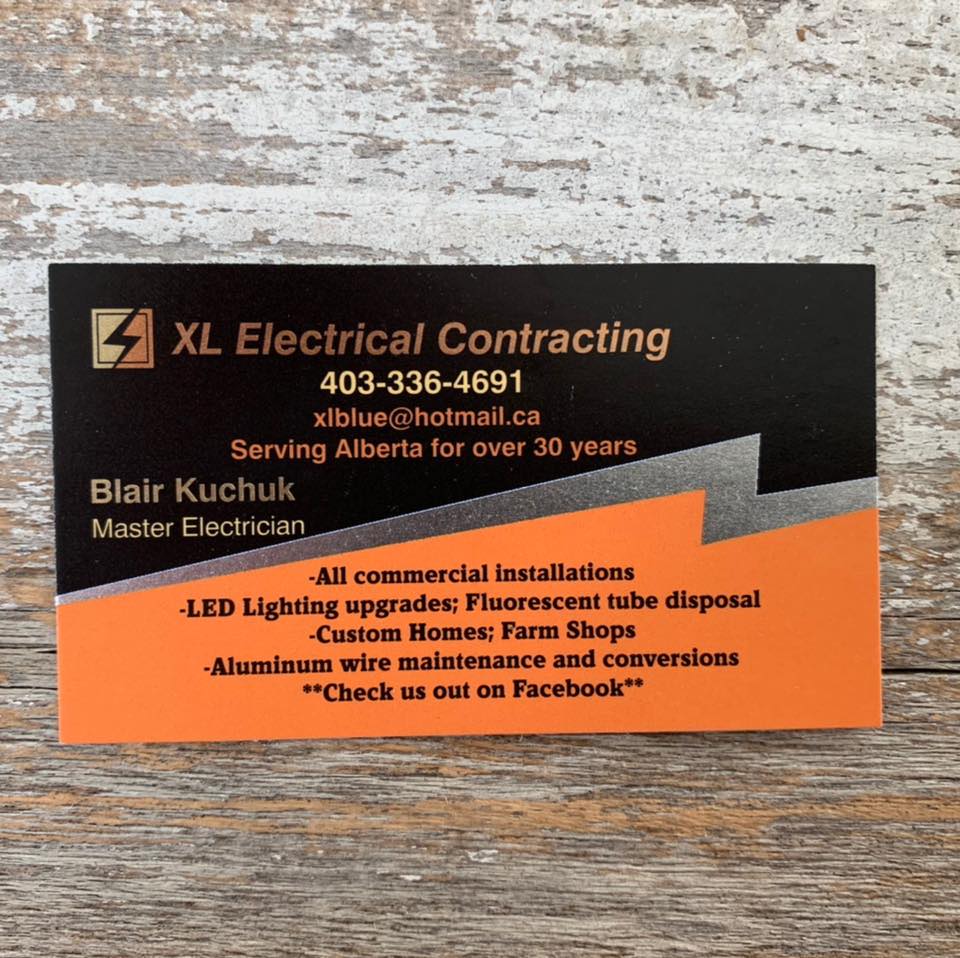 XL Electrical Contracting
403-336-4691
xlblue@hotmail.ca
Serving Alberta for over 30 years
Blair Kuchuk
Master Electrician
-All commercial installations
-LED Lighting upgrades; Fluorescent tube disposal
-Custom Homes; Farm Shops
-Aluminum wire maintenance and conversions
**Check us out on Facebook**